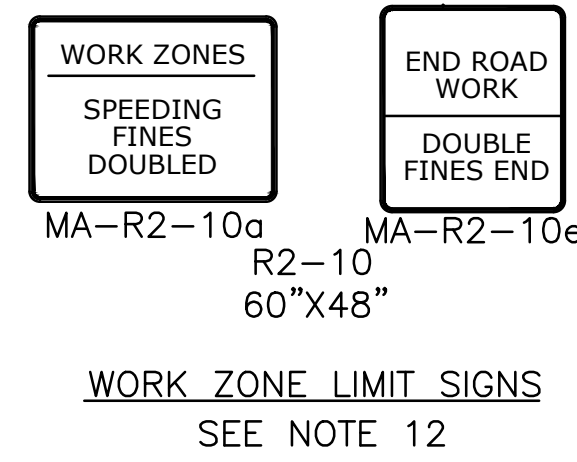 WORK ZONES
SPEEDING
FINES
DOUBLED
MA-R2-10a
END ROAD
WORK
DOUBLE
FINES END
MA-R2-10e
R2-10
60"X48"
WORK ZONE LIMIT SIGNS
SEE NOTE 12